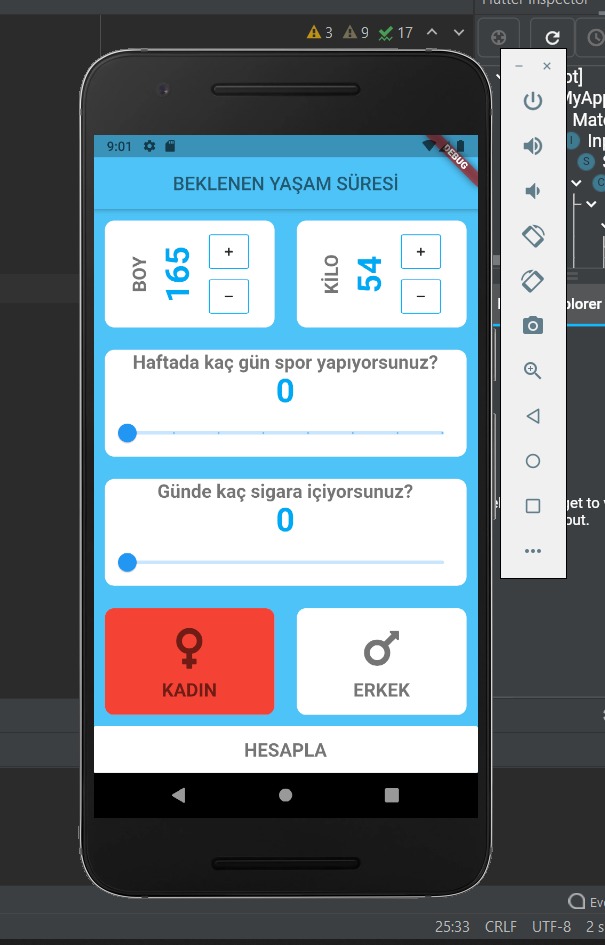 Flutter Inspector
3 9 17
pt]
MyApp
Mate
Inp
S
9:01
DEBUG
BEKLENEN YAŞAM SÜRESİ
BOY
165
+
−
KİLO
54
+
−
plorer
Haftada kaç gün spor yapıyorsunuz?
0
Günde kaç sigara içiyorsunuz?
0
get to
out.
KADIN
ERKEK
HESAPLA
Eve
25:33 CRLF UTF-8 2 s